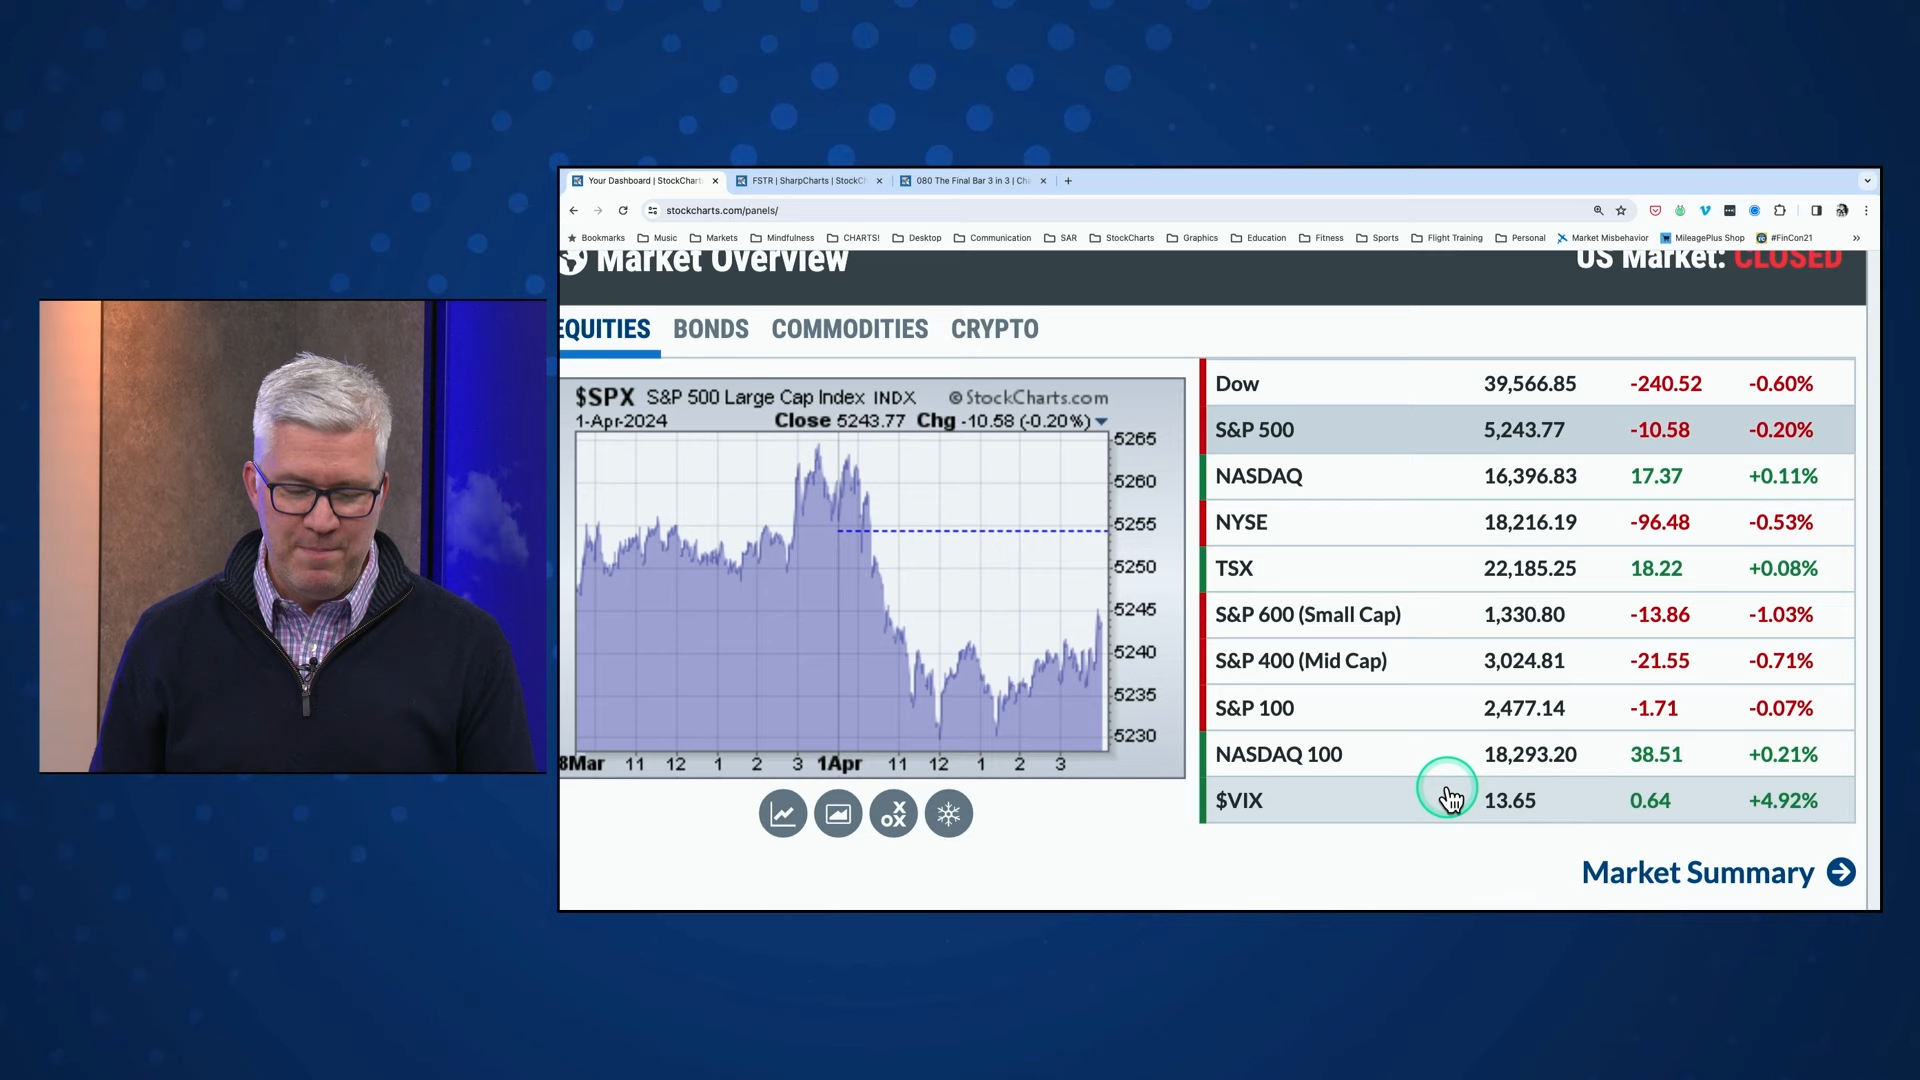 Your Dashboard | StockChart
FSTR | SharpCharts | StockCh
080 The Final Bar 3 in 3 | Cha
stockcharts.com/panels/
Bookmarks Music Markets Mindfulness CHARTS! Desktop Communication SAR StockCharts Graphics Education Fitness Sports Flight Training Personal Market Misbehavior MileagePlus Shop #FinCon21 »
Market Overview
US Market: CLOSED
EQUITIES BONDS COMMODITIES CRYPTO
$SPX S&P 500 Large Cap Index INDX © StockCharts.com
1-Apr-2024 Close 5243.77 Chg -10.58 (-0.20%)
5265
5260
5255
5250
5245
5240
5235
5230
8Mar 11 12 1 2 3 1Apr 11 12 1 2 3
X
OX
Dow 39,566.85 -240.52 -0.60%
S&P 500 5,243.77 -10.58 -0.20%
NASDAQ 16,396.83 17.37 +0.11%
NYSE 18,216.19 -96.48 -0.53%
TSX 22,185.25 18.22 +0.08%
S&P 600 (Small Cap) 1,330.80 -13.86 -1.03%
S&P 400 (Mid Cap) 3,024.81 -21.55 -0.71%
S&P 100 2,477.14 -1.71 -0.07%
NASDAQ 100 18,293.20 38.51 +0.21%
$VIX 13.65 0.64 +4.92%
Market Summary